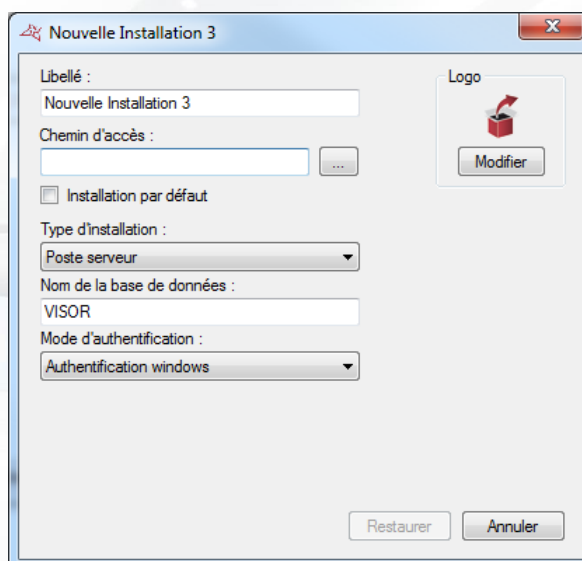 Nouvelle Installation 3
Libellé :
Nouvelle Installation 3
Logo
Modifier
Chemin d'accès :
...
Installation par défaut
Type d'installation :
Poste serveur
Nom de la base de données :
VISOR
Mode d'authentification :
Authentification windows
Restaurer
Annuler